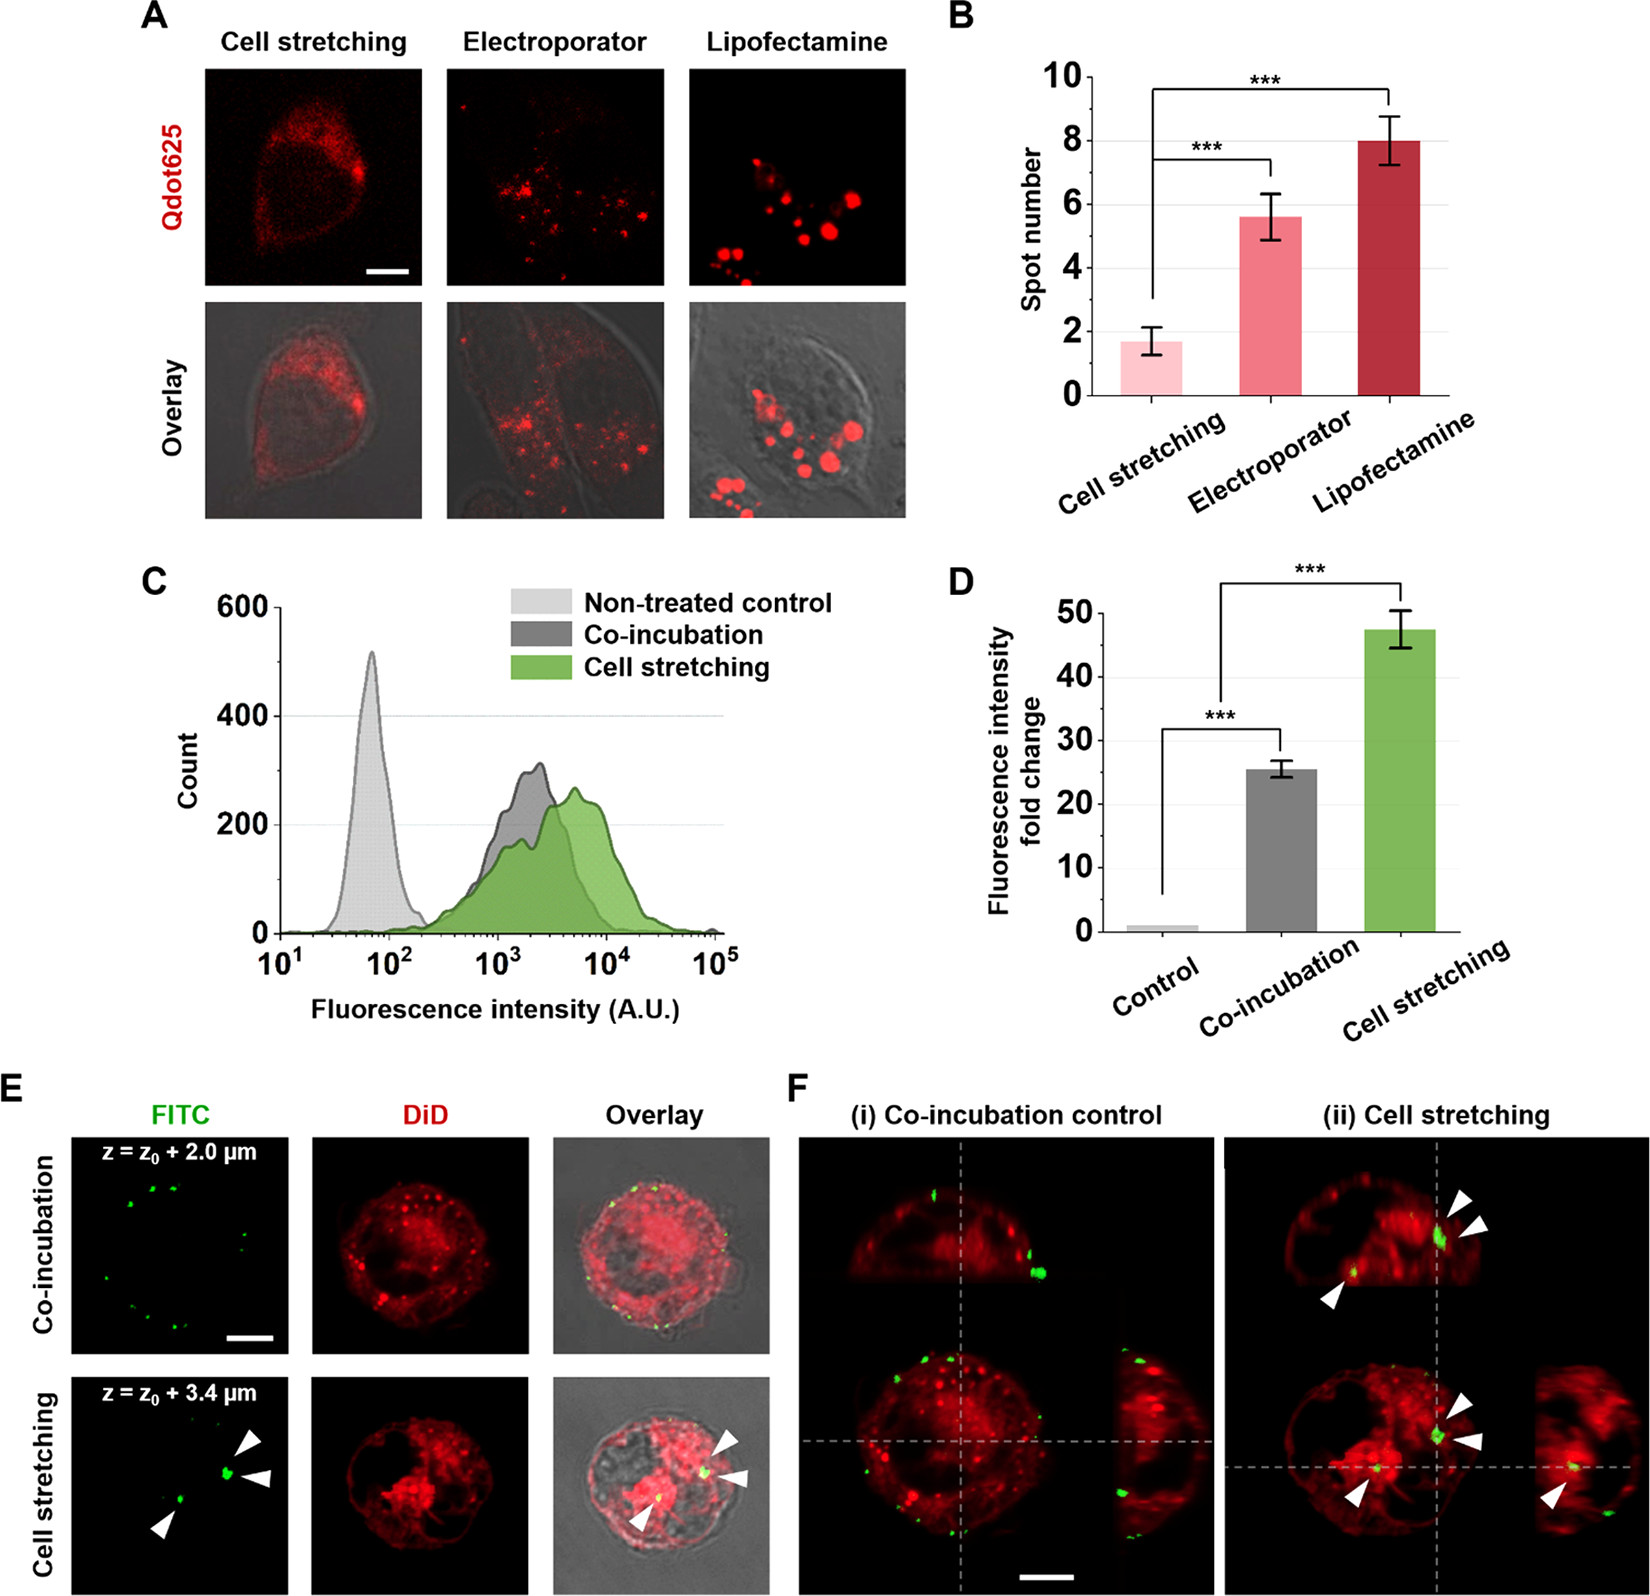 A
Cell stretching
Electroporator
Lipofectamine
Qdot625
Overlay
B
***
***
10
8
6
4
2
0
Spot number
Cell stretching
Electroporator
Lipofectamine
C
Non-treated control
Co-incubation
Cell stretching
600
400
200
0
Count
10¹
10²
10³
10⁴
10⁵
Fluorescence intensity (A.U.)
D
***
***
50
40
30
20
10
0
Fluorescence intensity
fold change
Control
Co-incubation
Cell stretching
E
FITC
DiD
Overlay
Co-incubation
z = z₀ + 2.0 µm
Cell stretching
z = z₀ + 3.4 µm
F
(i) Co-incubation control
(ii) Cell stretching